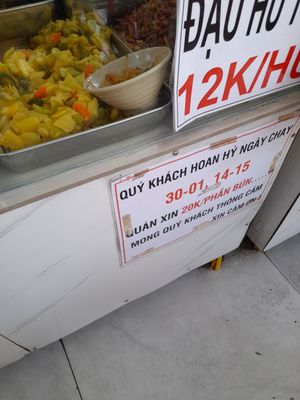 ĐẬU HỦ
12K/HỦ
QUÝ KHÁCH HOAN HỶ NGÀY CHAY
30-01, 14-15
QUÁN XIN 20K/PHẦN BÚN.....
MONG QUÝ KHÁCH THÔNG CẢM
XIN CẢM ƠN